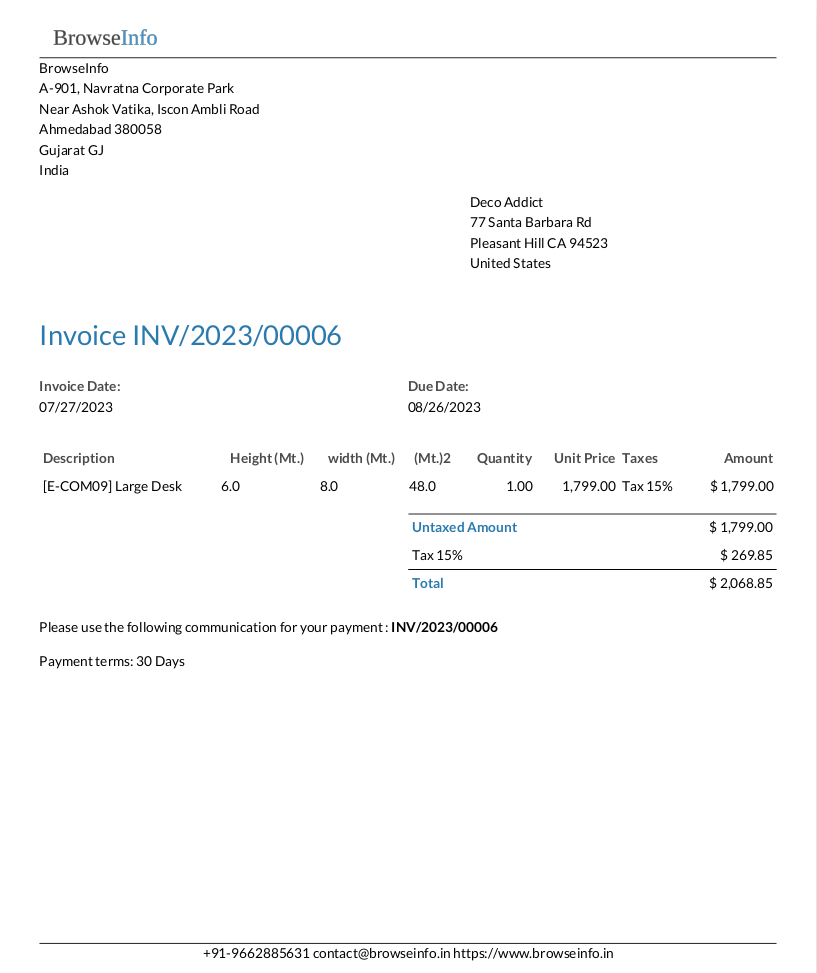 BrowseInfo
BrowseInfo
A-901, Navratna Corporate Park
Near Ashok Vatika, Iscon Ambli Road
Ahmedabad 380058
Gujarat GJ
India
Deco Addict
77 Santa Barbara Rd
Pleasant Hill CA 94523
United States
Invoice INV/2023/00006
Invoice Date: Due Date:
07/27/2023 08/26/2023
Description Height (Mt.) width (Mt.) (Mt.)2 Quantity Unit Price Taxes Amount
[E-COM09] Large Desk 6.0 8.0 48.0 1.00 1,799.00 Tax 15% $ 1,799.00
Untaxed Amount $ 1,799.00
Tax 15% $ 269.85
Total $ 2,068.85
Please use the following communication for your payment : INV/2023/00006
Payment terms: 30 Days
+91-9662885631 contact@browseinfo.in https://www.browseinfo.in